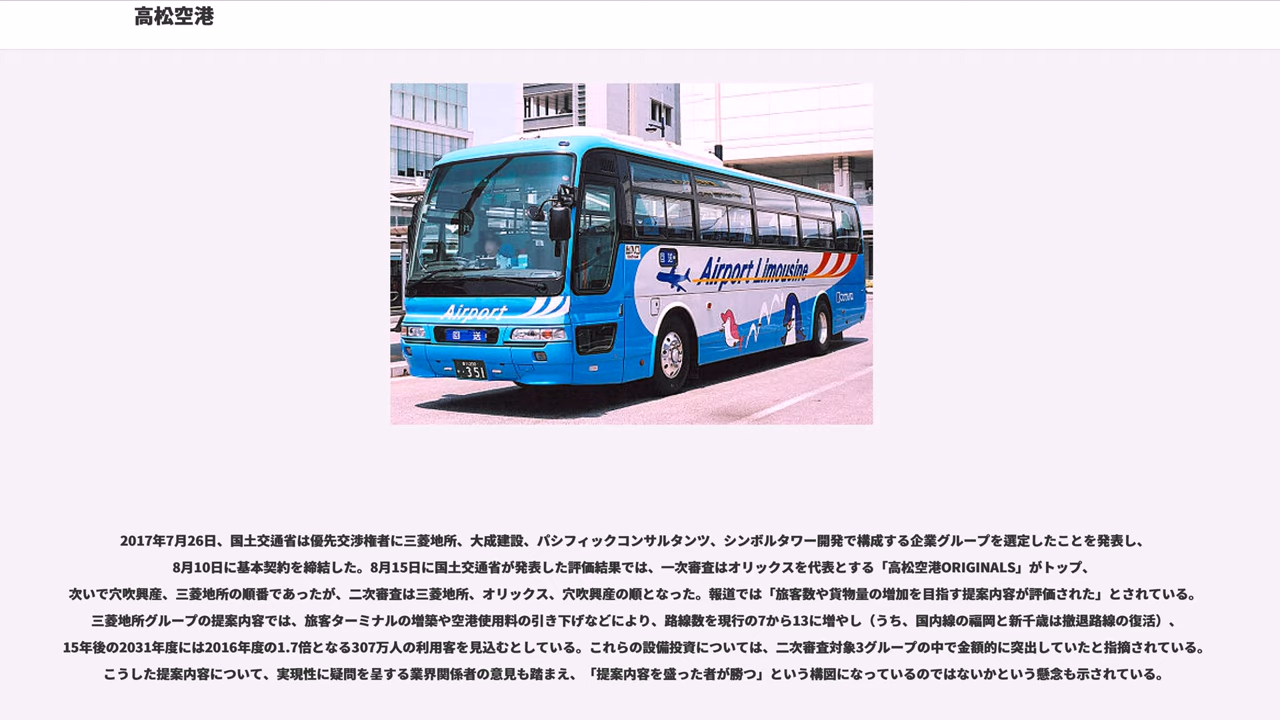 高松空港
Airport Limousine
Airport
回送
351
2017年7月26日、国土交通省は優先交渉権者に三菱地所、大成建設、パシフィックコンサルタンツ、シンボルタワー開発で構成する企業グループを選定したことを発表し、
8月10日に基本契約を締結した。8月15日に国土交通省が発表した評価結果では、一次審査はオリックスを代表とする「高松空港ORIGINALS」がトップ、
次いで穴吹興産、三菱地所の順番であったが、二次審査は三菱地所、オリックス、穴吹興産の順となった。報道では「旅客数や貨物量の増加を目指す提案内容が評価された」とされている。
三菱地所グループの提案内容では、旅客ターミナルの増築や空港使用料の引き下げなどにより、路線数を現行の7から13に増やし（うち、国内線の福岡と新千歳は撤退路線の復活）、
15年後の2031年度には2016年度の1.7倍となる307万人の利用客を見込むとしている。これらの設備投資については、二次審査対象3グループの中で金額的に突出していたと指摘されている。
こうした提案内容について、実現性に疑問を呈する業界関係者の意見も踏まえ、「提案内容を盛った者が勝つ」という構図になっているのではないかという懸念も示されている。